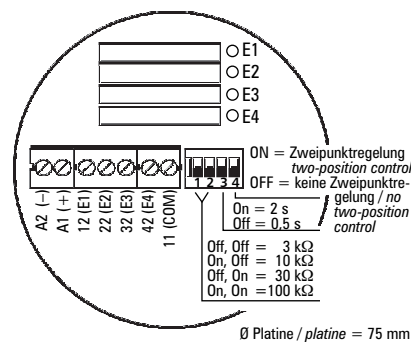 E1
E2
E3
E4
ON = Zweipunktregelung
two-position control
OFF = keine Zweipunktre-
gelung / no
two-position
control
1 2 3 4
A2 (–)
A1 (+)
12 (E1)
22 (E2)
32 (E3)
42 (E4)
11 (COM)
On = 2 s
Off = 0,5 s
Off, Off = 3 kΩ
On, Off = 10 kΩ
Off, On = 30 kΩ
On, On =100 kΩ
Ø Platine / platine = 75 mm